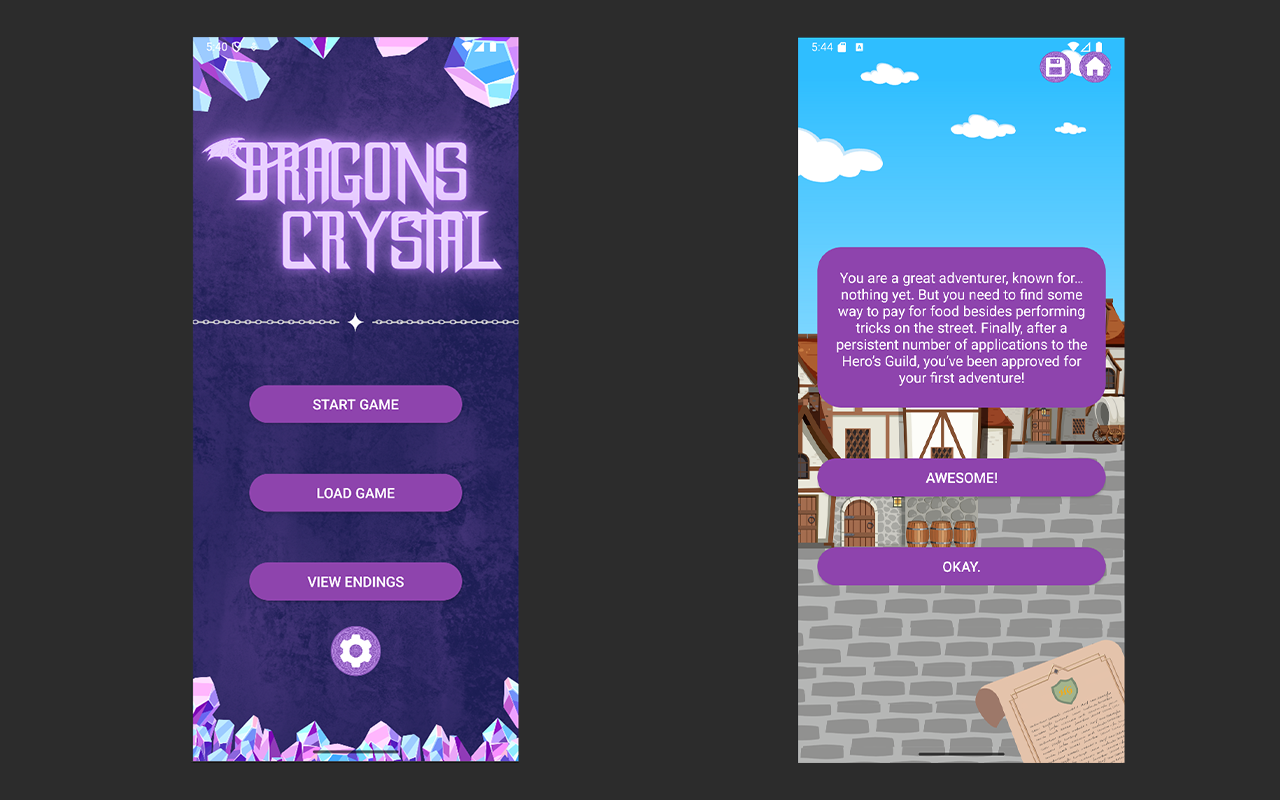 5:40
DRAGONS
CRYSTAL
START GAME
LOAD GAME
VIEW ENDINGS
5:44
You are a great adventurer, known for...
nothing yet. But you need to find some
way to pay for food besides performing
tricks on the street. Finally, after a
persistent number of applications to the
Hero's Guild, you've been approved for
your first adventure!
AWESOME!
OKAY.